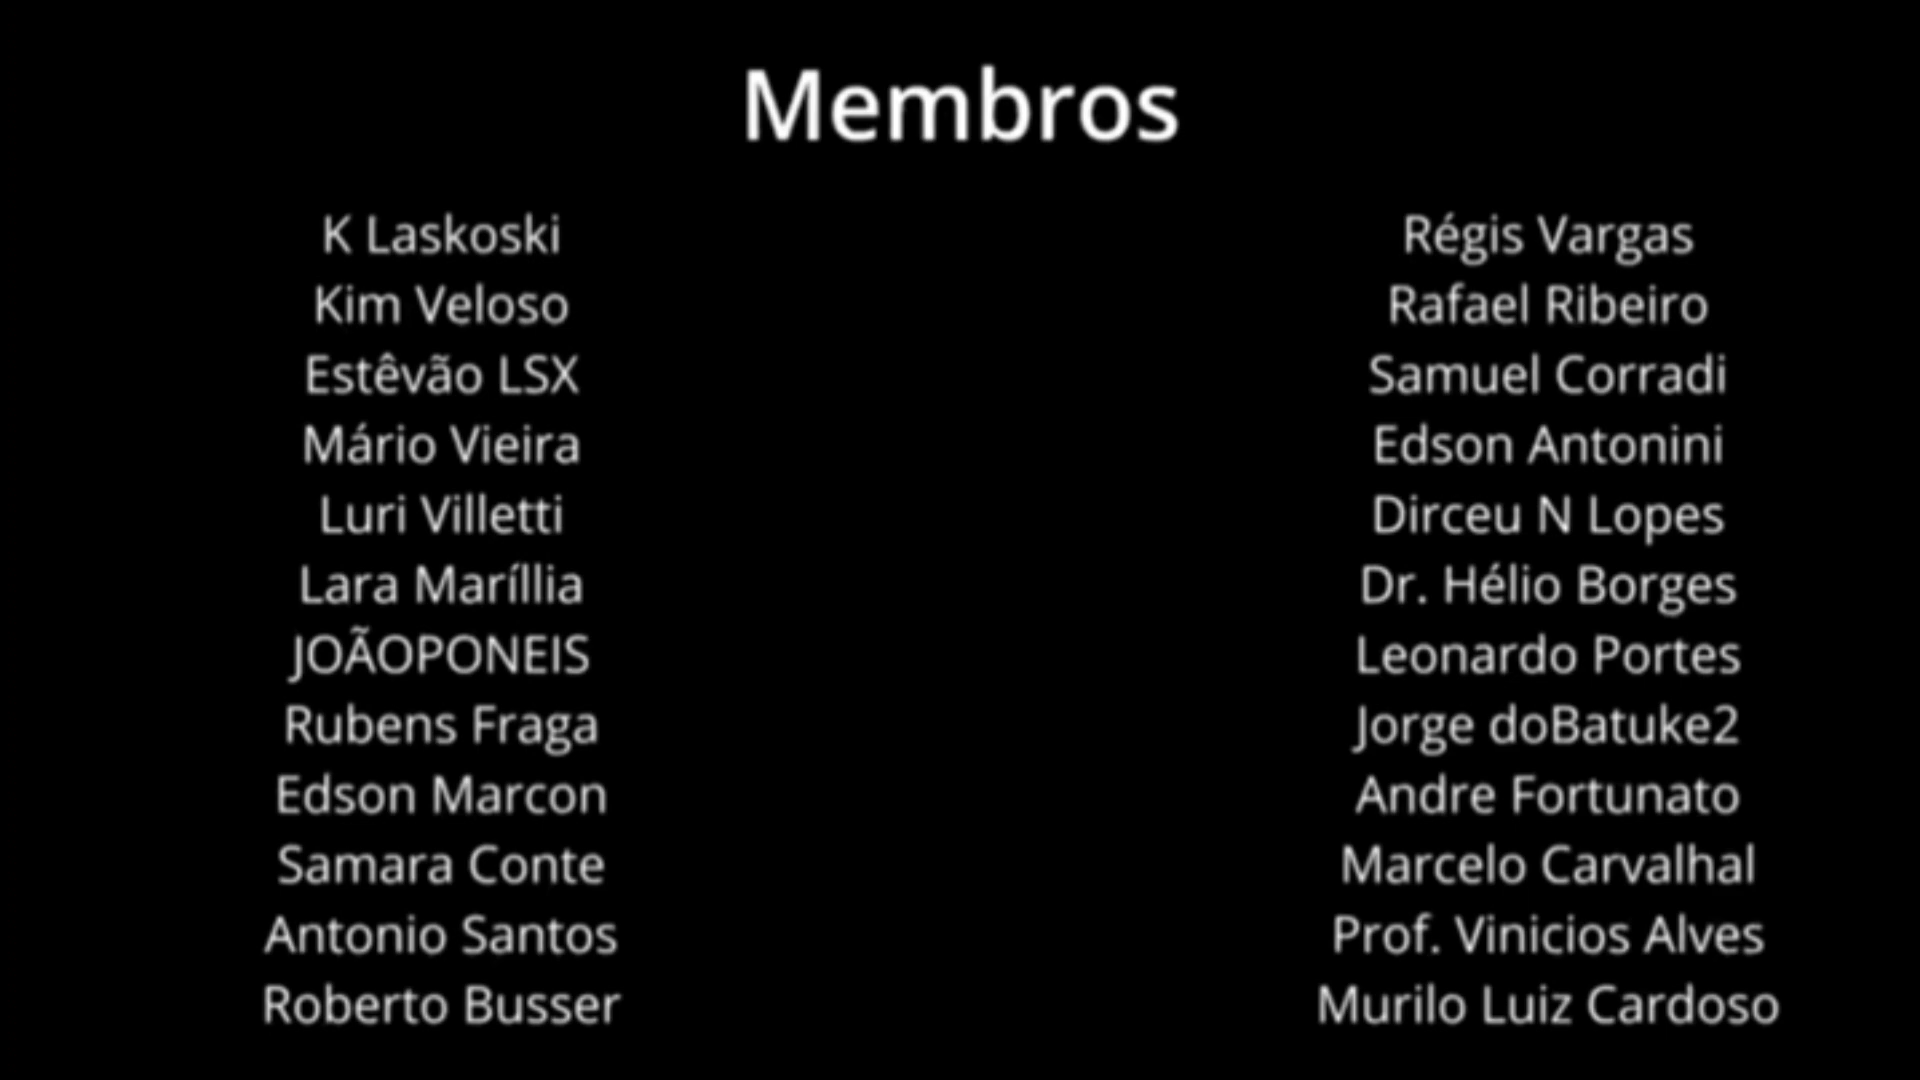 Membros
K Laskoski
Kim Veloso
Estêvão LSX
Mário Vieira
Luri Villetti
Lara Maríllia
JOÃOPONEIS
Rubens Fraga
Edson Marcon
Samara Conte
Antonio Santos
Roberto Busser
Régis Vargas
Rafael Ribeiro
Samuel Corradi
Edson Antonini
Dirceu N Lopes
Dr. Hélio Borges
Leonardo Portes
Jorge doBatuke2
Andre Fortunato
Marcelo Carvalhal
Prof. Vinicios Alves
Murilo Luiz Cardoso